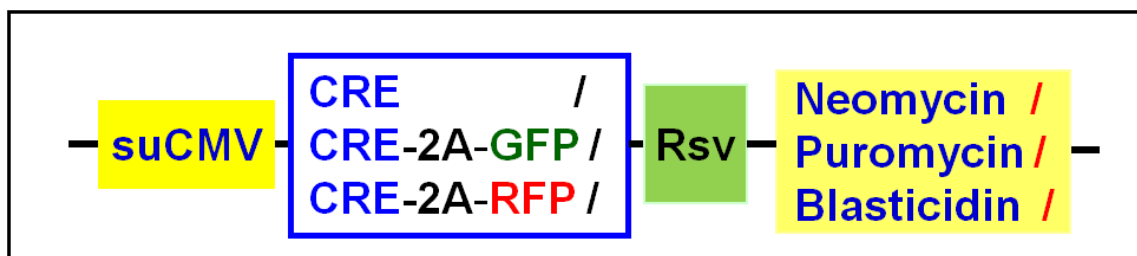 suCMV
CRE /
CRE-2A-GFP /
CRE-2A-RFP /
Rsv
Neomycin /
Puromycin /
Blasticidin /